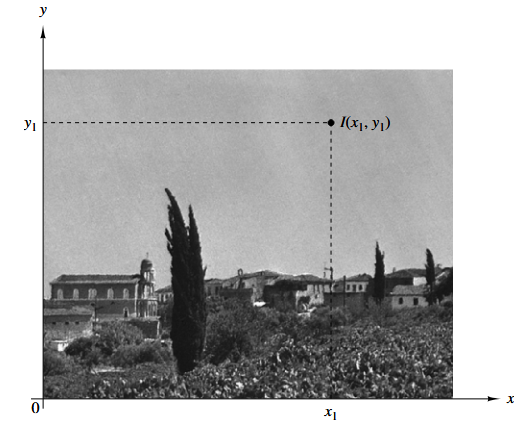 y
y₁
I(x₁, y₁)
0
x₁
x